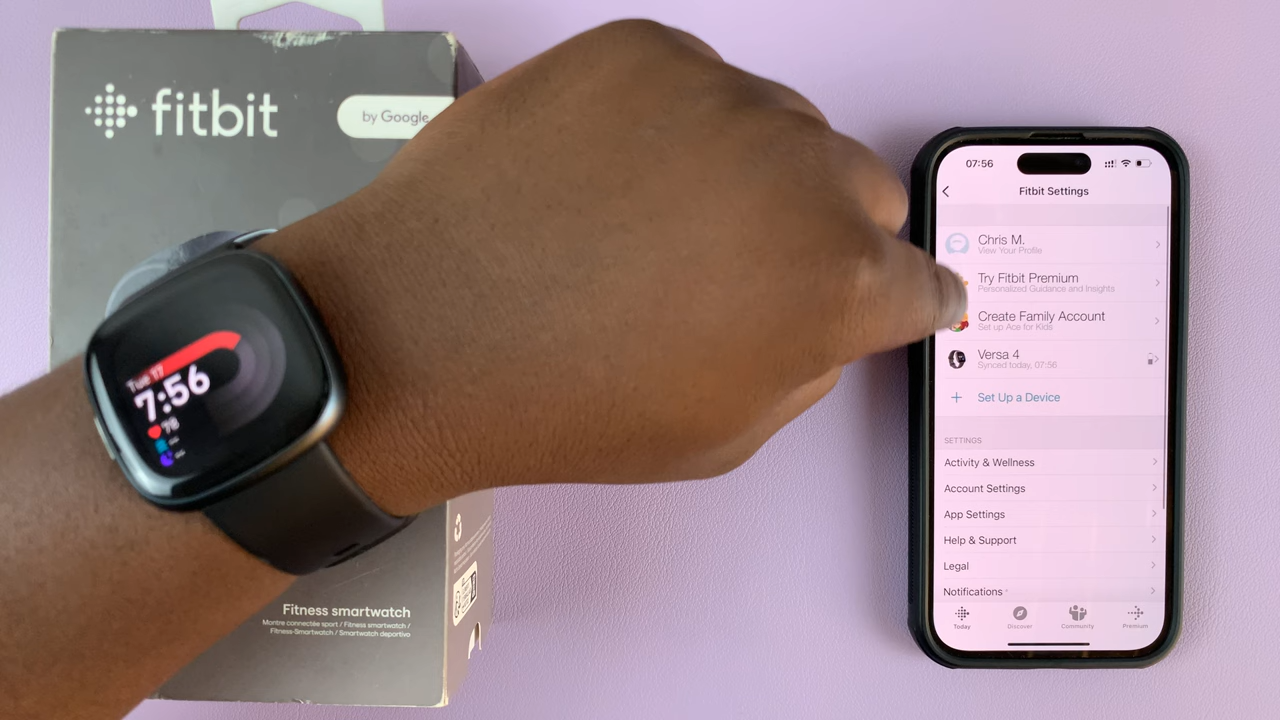 fitbit
by Google
Tue 17
7:56
78
Fitness smartwatch
Montre connectée sport / Fitness smartwatch /
Fitness-Smartwatch / Smartwatch deportivo
07:56
Fitbit Settings
Chris M.
View Your Profile
Try Fitbit Premium
Personalized Guidance and Insights
Create Family Account
Set up Ace for Kids
Versa 4
Synced today, 07:56
+ Set Up a Device
SETTINGS
Activity & Wellness
Account Settings
App Settings
Help & Support
Legal
Notifications
Today
Discover
Community
Premium